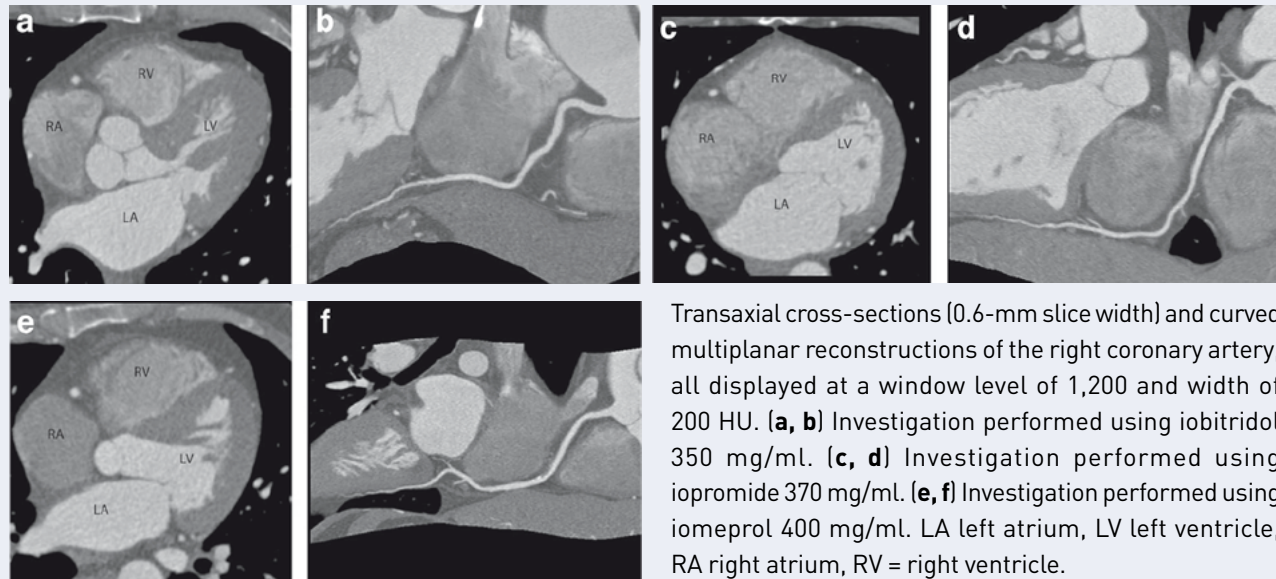 a
RV
RA
LV
LA
b
c
RV
RA
LV
LA
d
e
RV
RA
LV
LA
f
Transaxial cross-sections (0.6-mm slice width) and curved
multiplanar reconstructions of the right coronary artery
all displayed at a window level of 1,200 and width of
200 HU. (a, b) Investigation performed using iobitridol
350 mg/ml. (c, d) Investigation performed using
iopromide 370 mg/ml. (e, f) Investigation performed using
iomeprol 400 mg/ml. LA left atrium, LV left ventricle,
RA right atrium, RV = right ventricle.